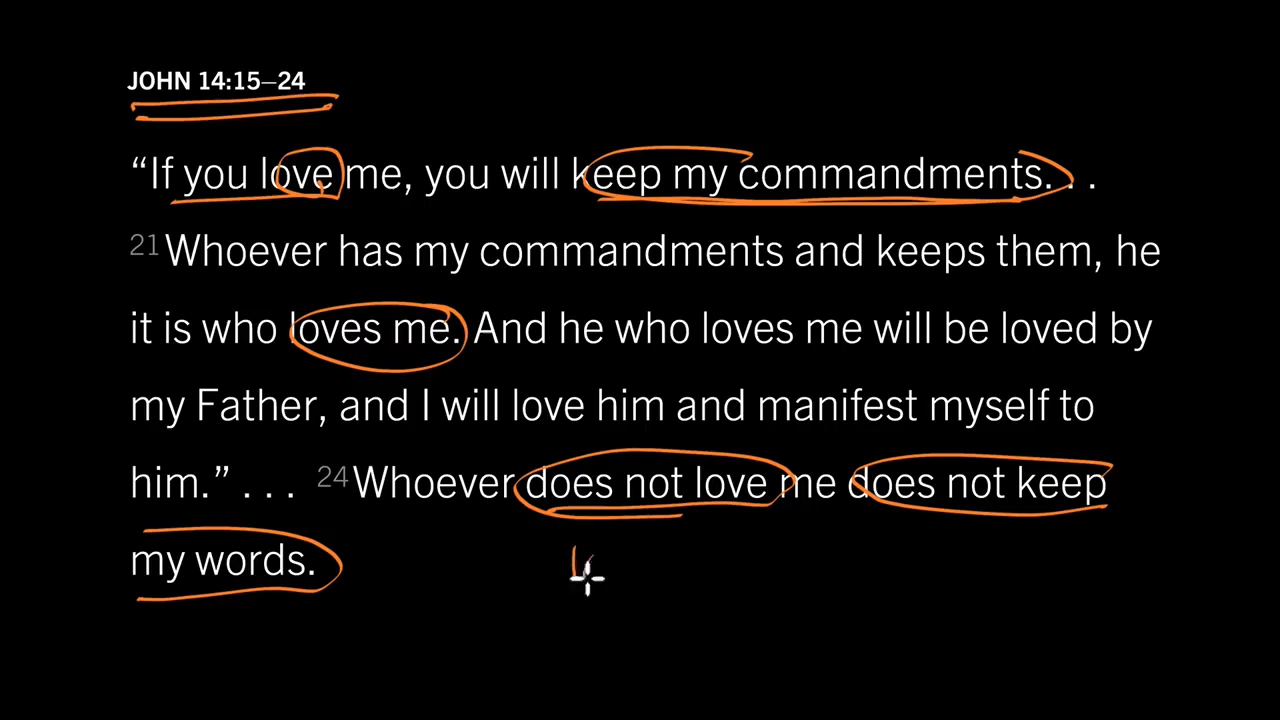 JOHN 14:15–24
“If you love me, you will keep my commandments. . .
21 Whoever has my commandments and keeps them, he
it is who loves me. And he who loves me will be loved by
my Father, and I will love him and manifest myself to
him.” . . . 24 Whoever does not love me does not keep
my words.